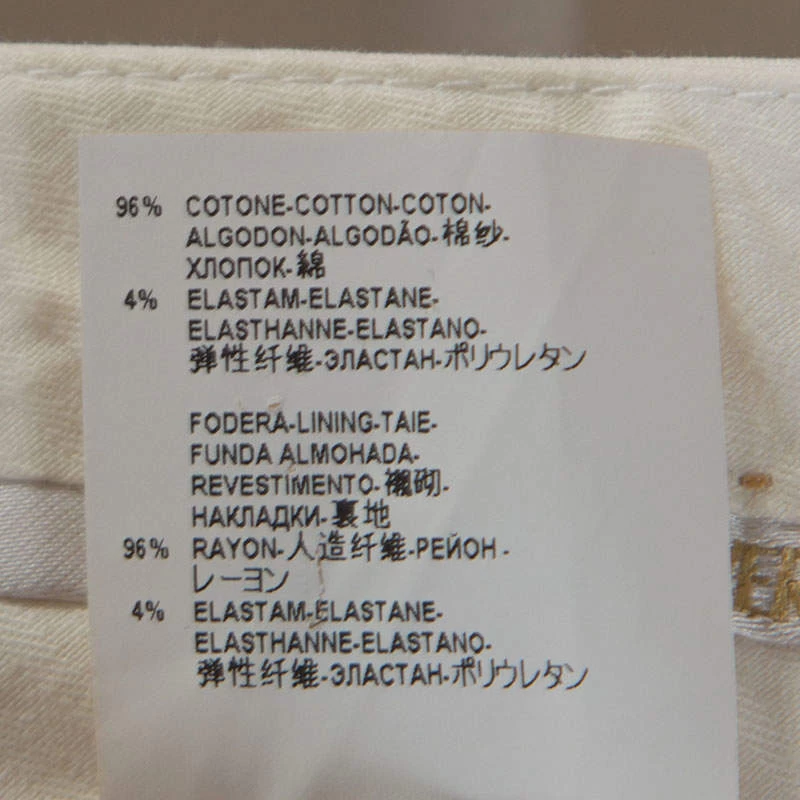 96% COTONE-COTTON-COTON-
ALGODON-ALGODÃO-棉纱-
ХЛОПОК-綿
4% ELASTAM-ELASTANE-
ELASTHANNE-ELASTANO-
弹性纤维-ЭЛАСТАН-ポリウレタン
FODERA-LINING-TAIE-
FUNDA ALMOHADA-
REVESTIMENTO-襯砌-
НАКЛАДКИ-裏地
96% RAYON-人造纤维-РЕЙОН-
レーヨン
4% ELASTAM-ELASTANE-
ELASTHANNE-ELASTANO-
弹性纤维-ЭЛАСТАН-ポリウレタン